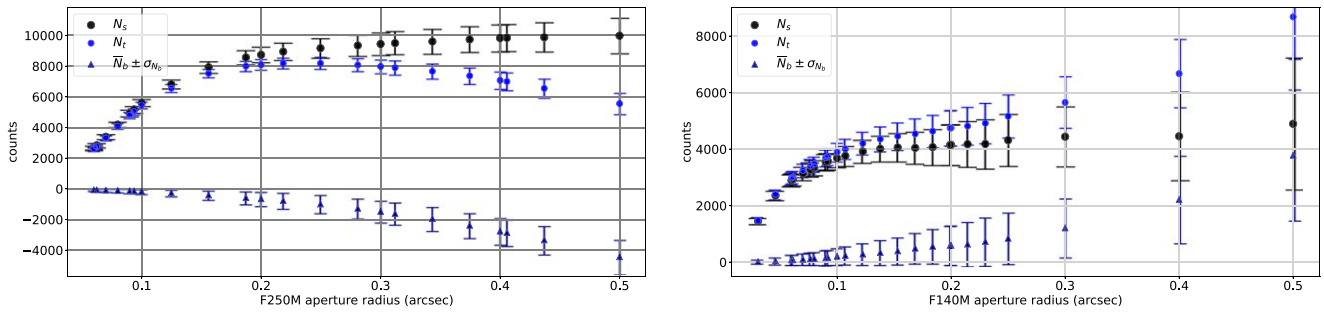 10000
8000
6000
4000
2000
0
−2000
−4000
counts
N_s
N_t
N̅_b ± σ_{N_b}
0.1 0.2 0.3 0.4 0.5
F250M aperture radius (arcsec)
8000
6000
4000
2000
0
counts
N_s
N_t
N̅_b ± σ_{N_b}
0.1 0.2 0.3 0.4 0.5
F140M aperture radius (arcsec)